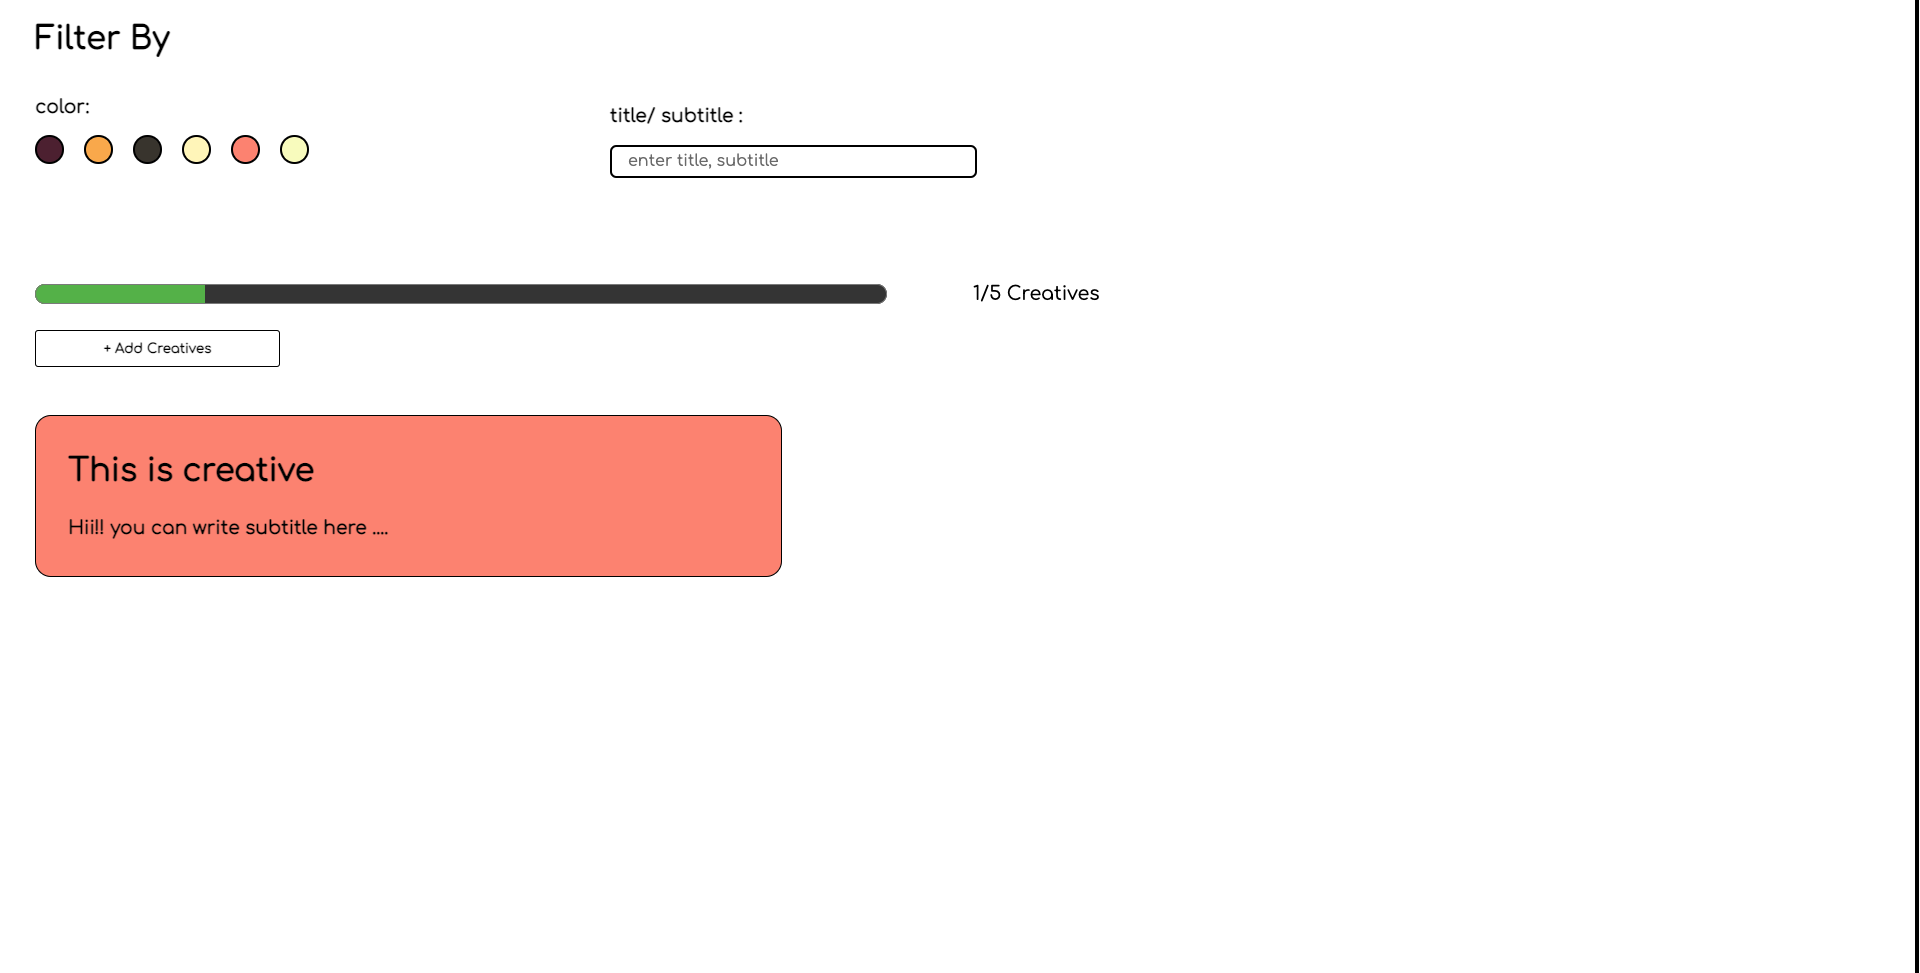 Filter By
color:
title/ subtitle :
enter title, subtitle
1/5 Creatives
+ Add Creatives
This is creative
Hii!! you can write subtitle here ....